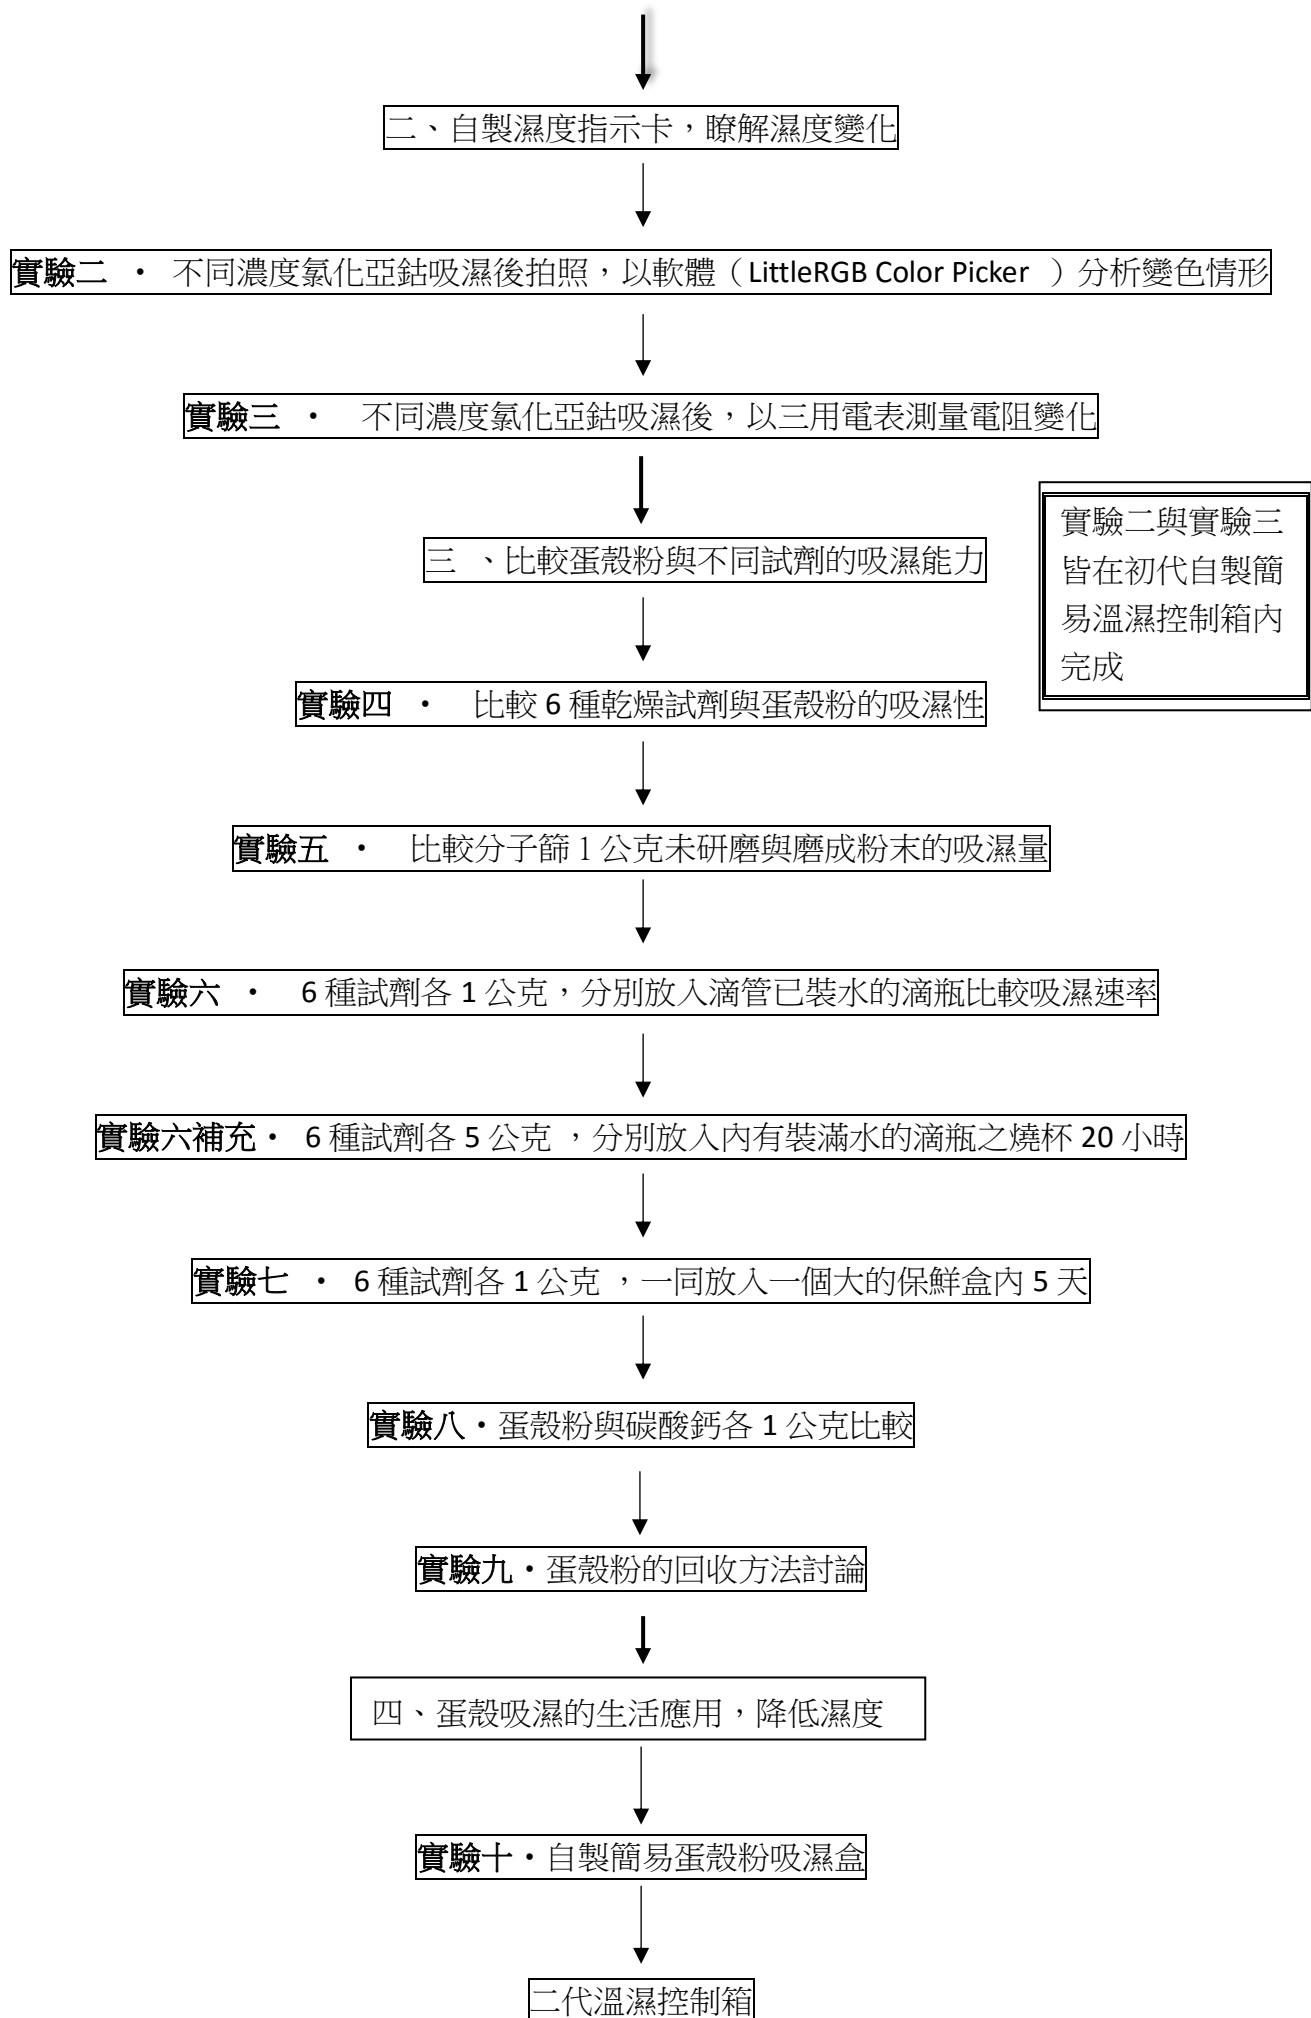 二、自製濕度指示卡，瞭解濕度變化
實驗二 ‧ 不同濃度氯化亞鈷吸濕後拍照，以軟體（LittleRGB Color Picker ）分析變色情形
實驗三 ‧ 不同濃度氯化亞鈷吸濕後，以三用電表測量電阻變化
實驗二與實驗三
皆在初代自製簡
易溫濕控制箱內
完成
三 、比較蛋殼粉與不同試劑的吸濕能力
實驗四 ‧ 比較 6 種乾燥試劑與蛋殼粉的吸濕性
實驗五 ‧ 比較分子篩 1 公克未研磨與磨成粉末的吸濕量
實驗六 ‧ 6 種試劑各 1 公克，分別放入滴管已裝水的滴瓶比較吸濕速率
實驗六補充‧ 6 種試劑各 5 公克 ，分別放入內有裝滿水的滴瓶之燒杯 20 小時
實驗七 ‧ 6 種試劑各 1 公克 ，一同放入一個大的保鮮盒內 5 天
實驗八‧蛋殼粉與碳酸鈣各 1 公克比較
實驗九‧蛋殼粉的回收方法討論
四、蛋殼吸濕的生活應用，降低濕度
實驗十‧自製簡易蛋殼粉吸濕盒
二代溫濕控制箱